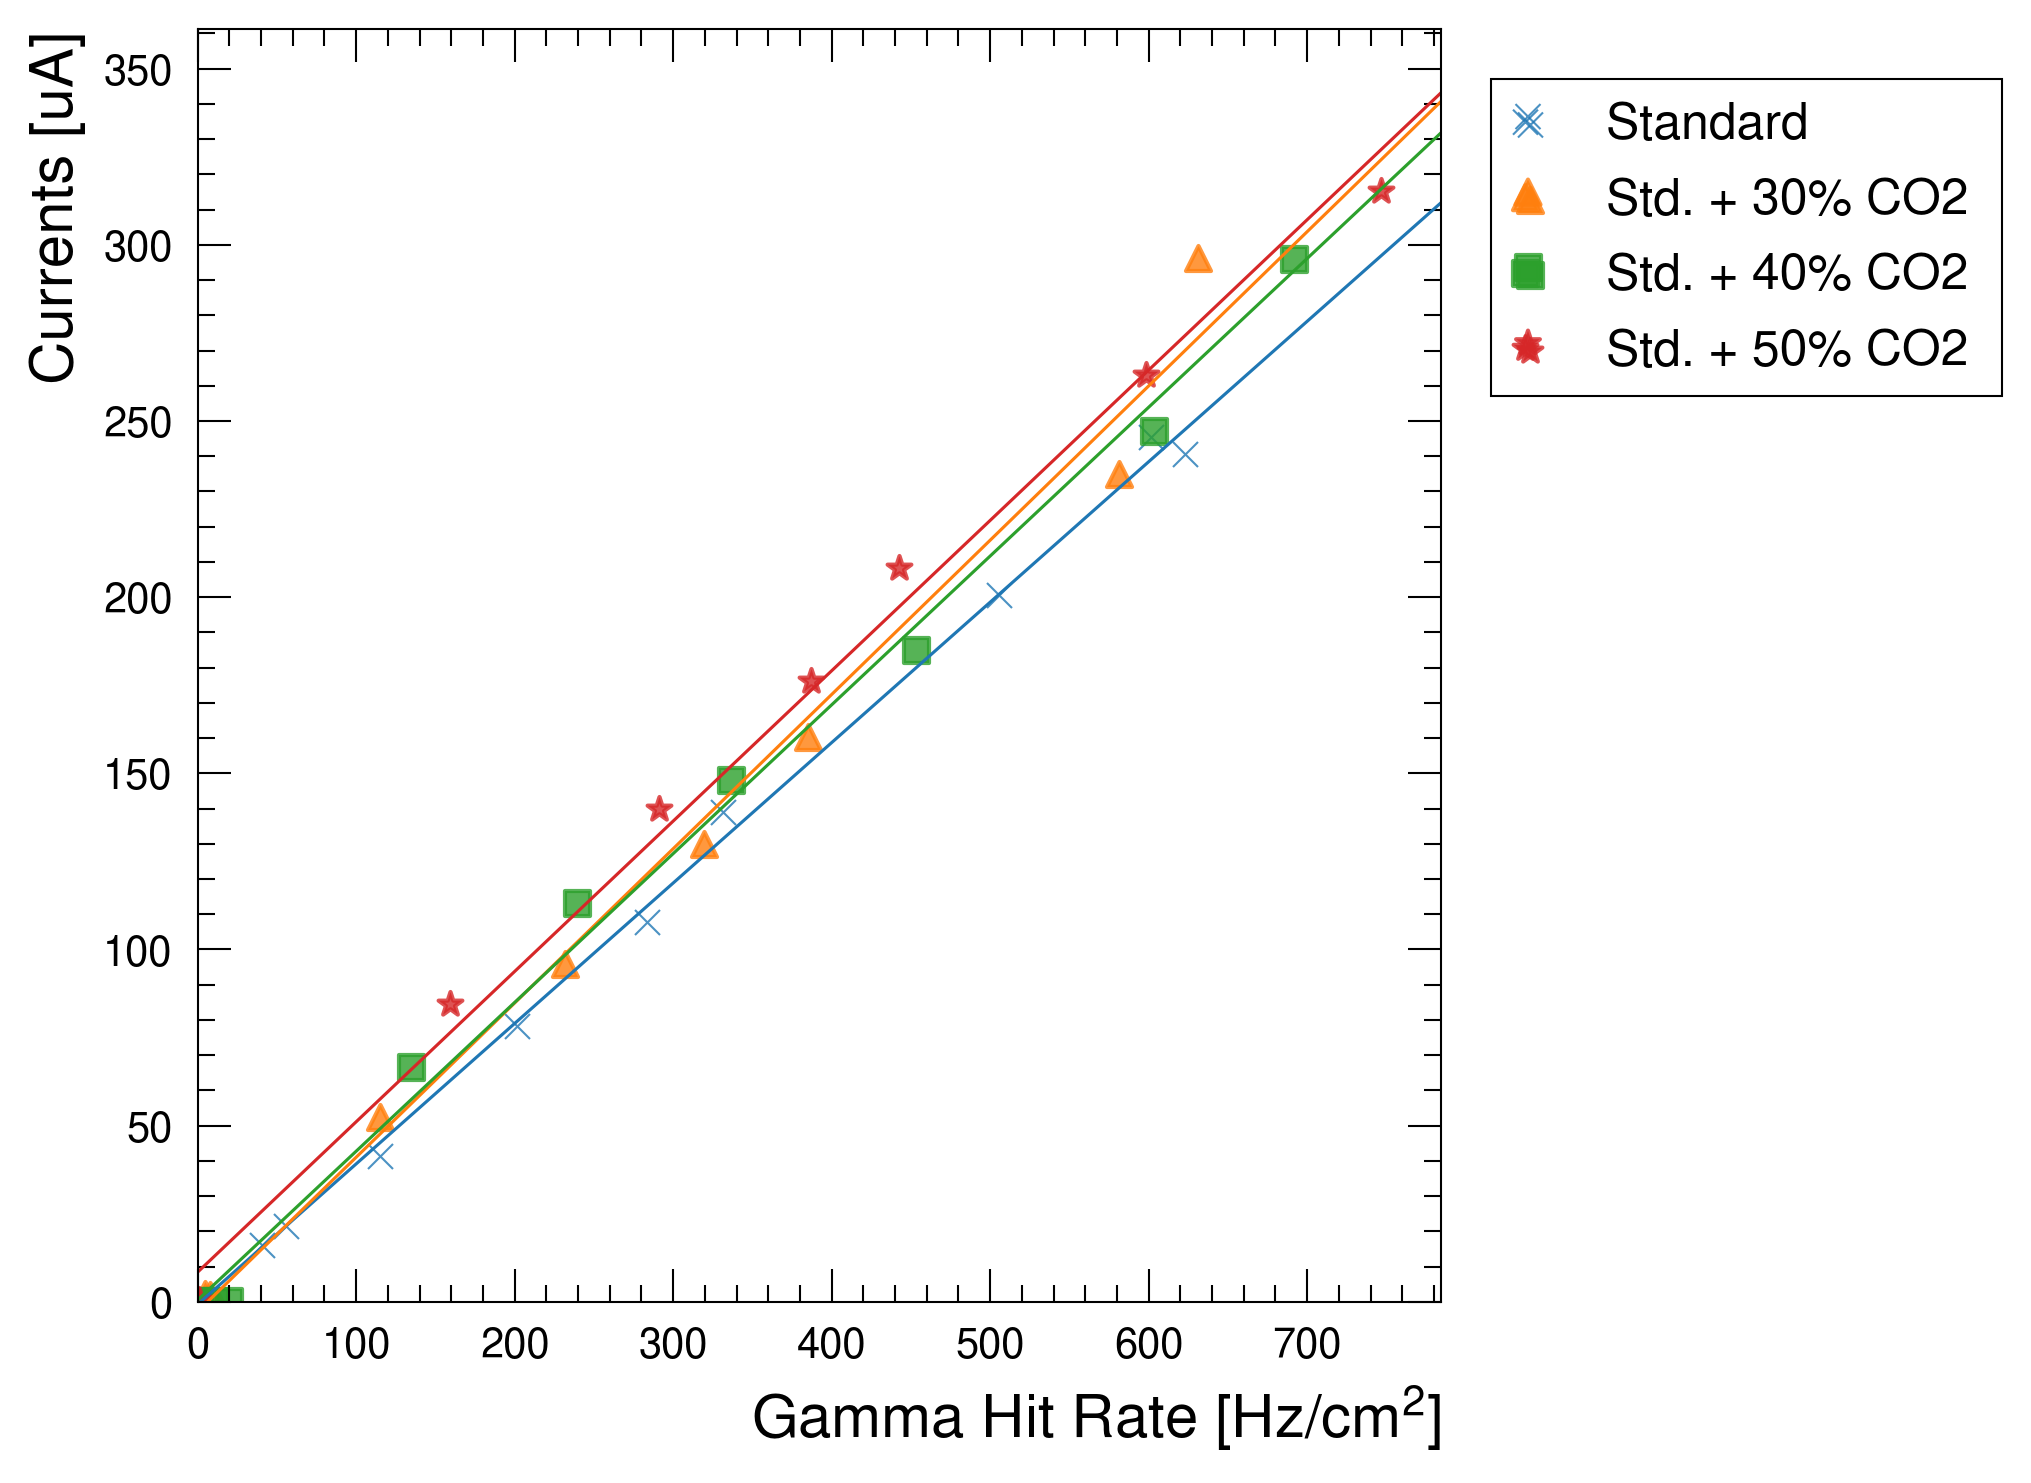 Currents [uA]
350
300
250
200
150
100
50
0
0 100 200 300 400 500 600 700
Gamma Hit Rate [Hz/cm²]
Standard
Std. + 30% CO2
Std. + 40% CO2
Std. + 50% CO2